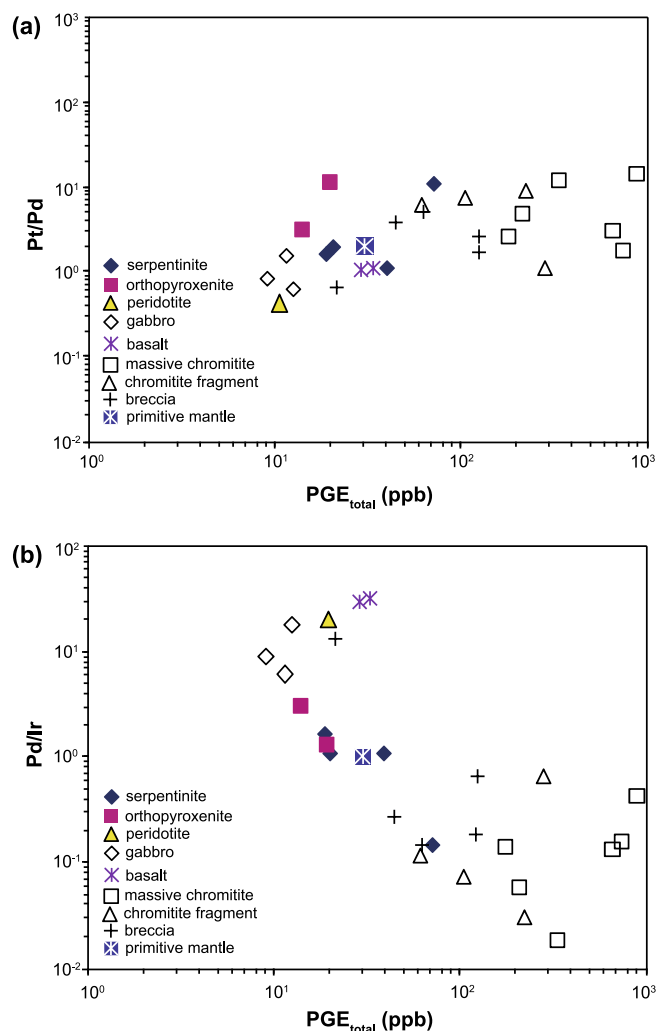 (a)
10³
10²
10¹
10⁰
10⁻¹
10⁻²
Pt/Pd
serpentinite
orthopyroxenite
peridotite
gabbro
basalt
massive chromitite
chromitite fragment
breccia
primitive mantle
10⁰ 10¹ 10² 10³
PGEtotal (ppb)
(b)
10²
10¹
10⁰
10⁻¹
10⁻²
Pd/Ir
serpentinite
orthopyroxenite
peridotite
gabbro
basalt
massive chromitite
chromitite fragment
breccia
primitive mantle
10⁰ 10¹ 10² 10³
PGEtotal (ppb)